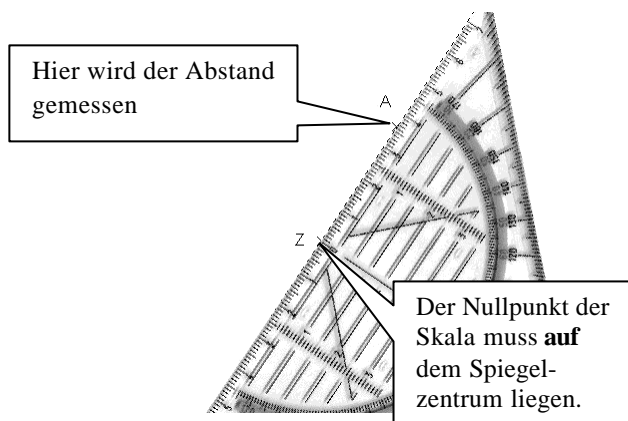 Hier wird der Abstand
gemessen
A
Z
Der Nullpunkt der
Skala muss auf
dem Spiegel-
zentrum liegen.